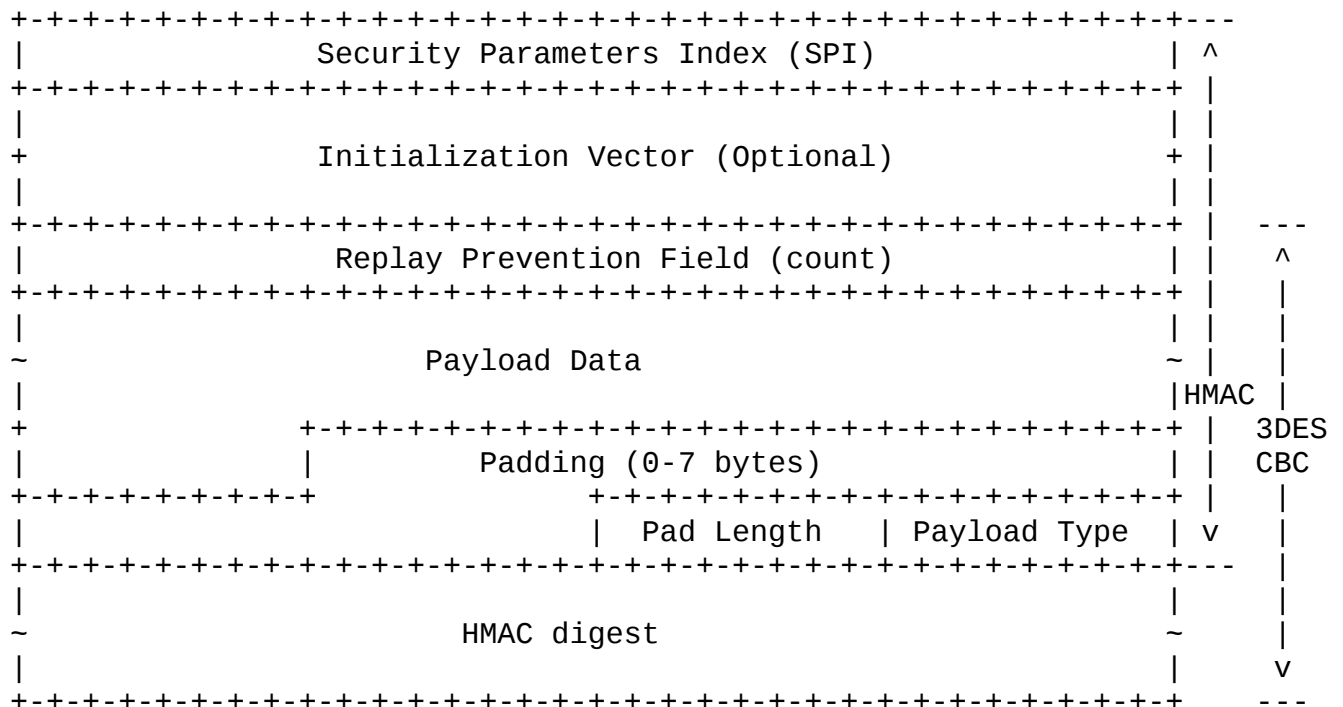 +-+-+-+-+-+-+-+-+-+-+-+-+-+-+-+-+-+-+-+-+-+-+-+-+-+-+-+-+-+-+-+-+---
|                Security Parameters Index (SPI)                | ^
+-+-+-+-+-+-+-+-+-+-+-+-+-+-+-+-+-+-+-+-+-+-+-+-+-+-+-+-+-+-+-+-+ |
|                                                               | |
+                Initialization Vector (Optional)               + |
|                                                               | |
+-+-+-+-+-+-+-+-+-+-+-+-+-+-+-+-+-+-+-+-+-+-+-+-+-+-+-+-+-+-+-+-+ |  ---
|                 Replay Prevention Field (count)               | |   ^
+-+-+-+-+-+-+-+-+-+-+-+-+-+-+-+-+-+-+-+-+-+-+-+-+-+-+-+-+-+-+-+-+ |   |
|                                                               | |   |
~                      Payload Data                             ~ |   |
|                                                               |HMAC |
+               +-+-+-+-+-+-+-+-+-+-+-+-+-+-+-+-+-+-+-+-+-+-+-+-+ |  3DES
|               |         Padding (0-7 bytes)                   | |  CBC
+-+-+-+-+-+-+-+-+               +-+-+-+-+-+-+-+-+-+-+-+-+-+-+-+-+ |   |
|                               |  Pad Length   | Payload Type  | v   |
+-+-+-+-+-+-+-+-+-+-+-+-+-+-+-+-+-+-+-+-+-+-+-+-+-+-+-+-+-+-+-+-+---  |
|                                                               |     |
~                        HMAC digest                            ~     |
|                                                               |     v
+-+-+-+-+-+-+-+-+-+-+-+-+-+-+-+-+-+-+-+-+-+-+-+-+-+-+-+-+-+-+-+-+    ---